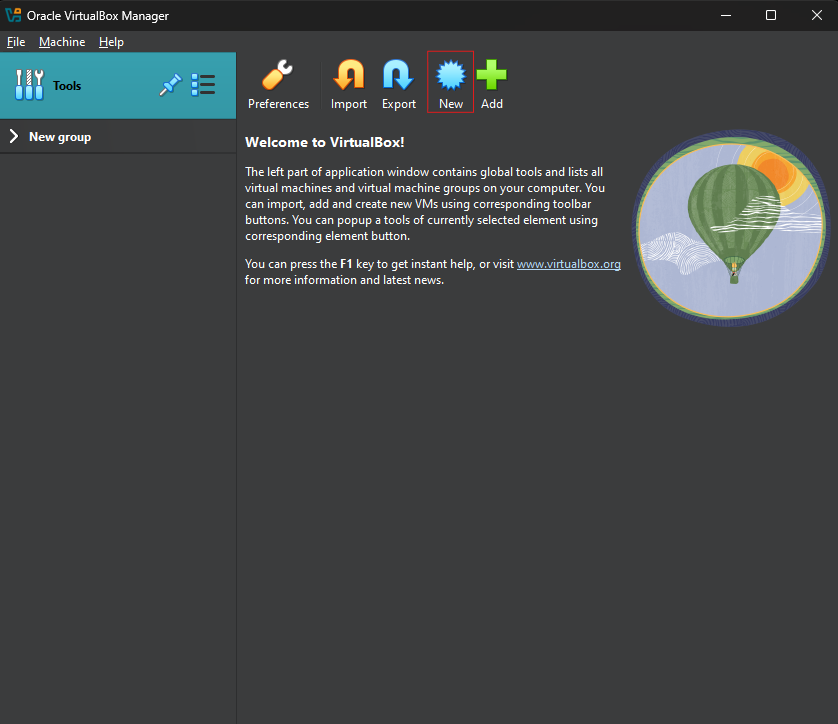 Oracle VirtualBox Manager
File Machine Help
Tools
New group
Preferences Import Export New Add
Welcome to VirtualBox!
The left part of application window contains global tools and lists all
virtual machines and virtual machine groups on your computer. You
can import, add and create new VMs using corresponding toolbar
buttons. You can popup a tools of currently selected element using
corresponding element button.
You can press the F1 key to get instant help, or visit www.virtualbox.org
for more information and latest news.